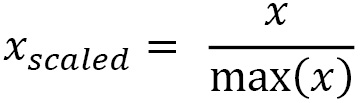 x_scaled = x / max(x)